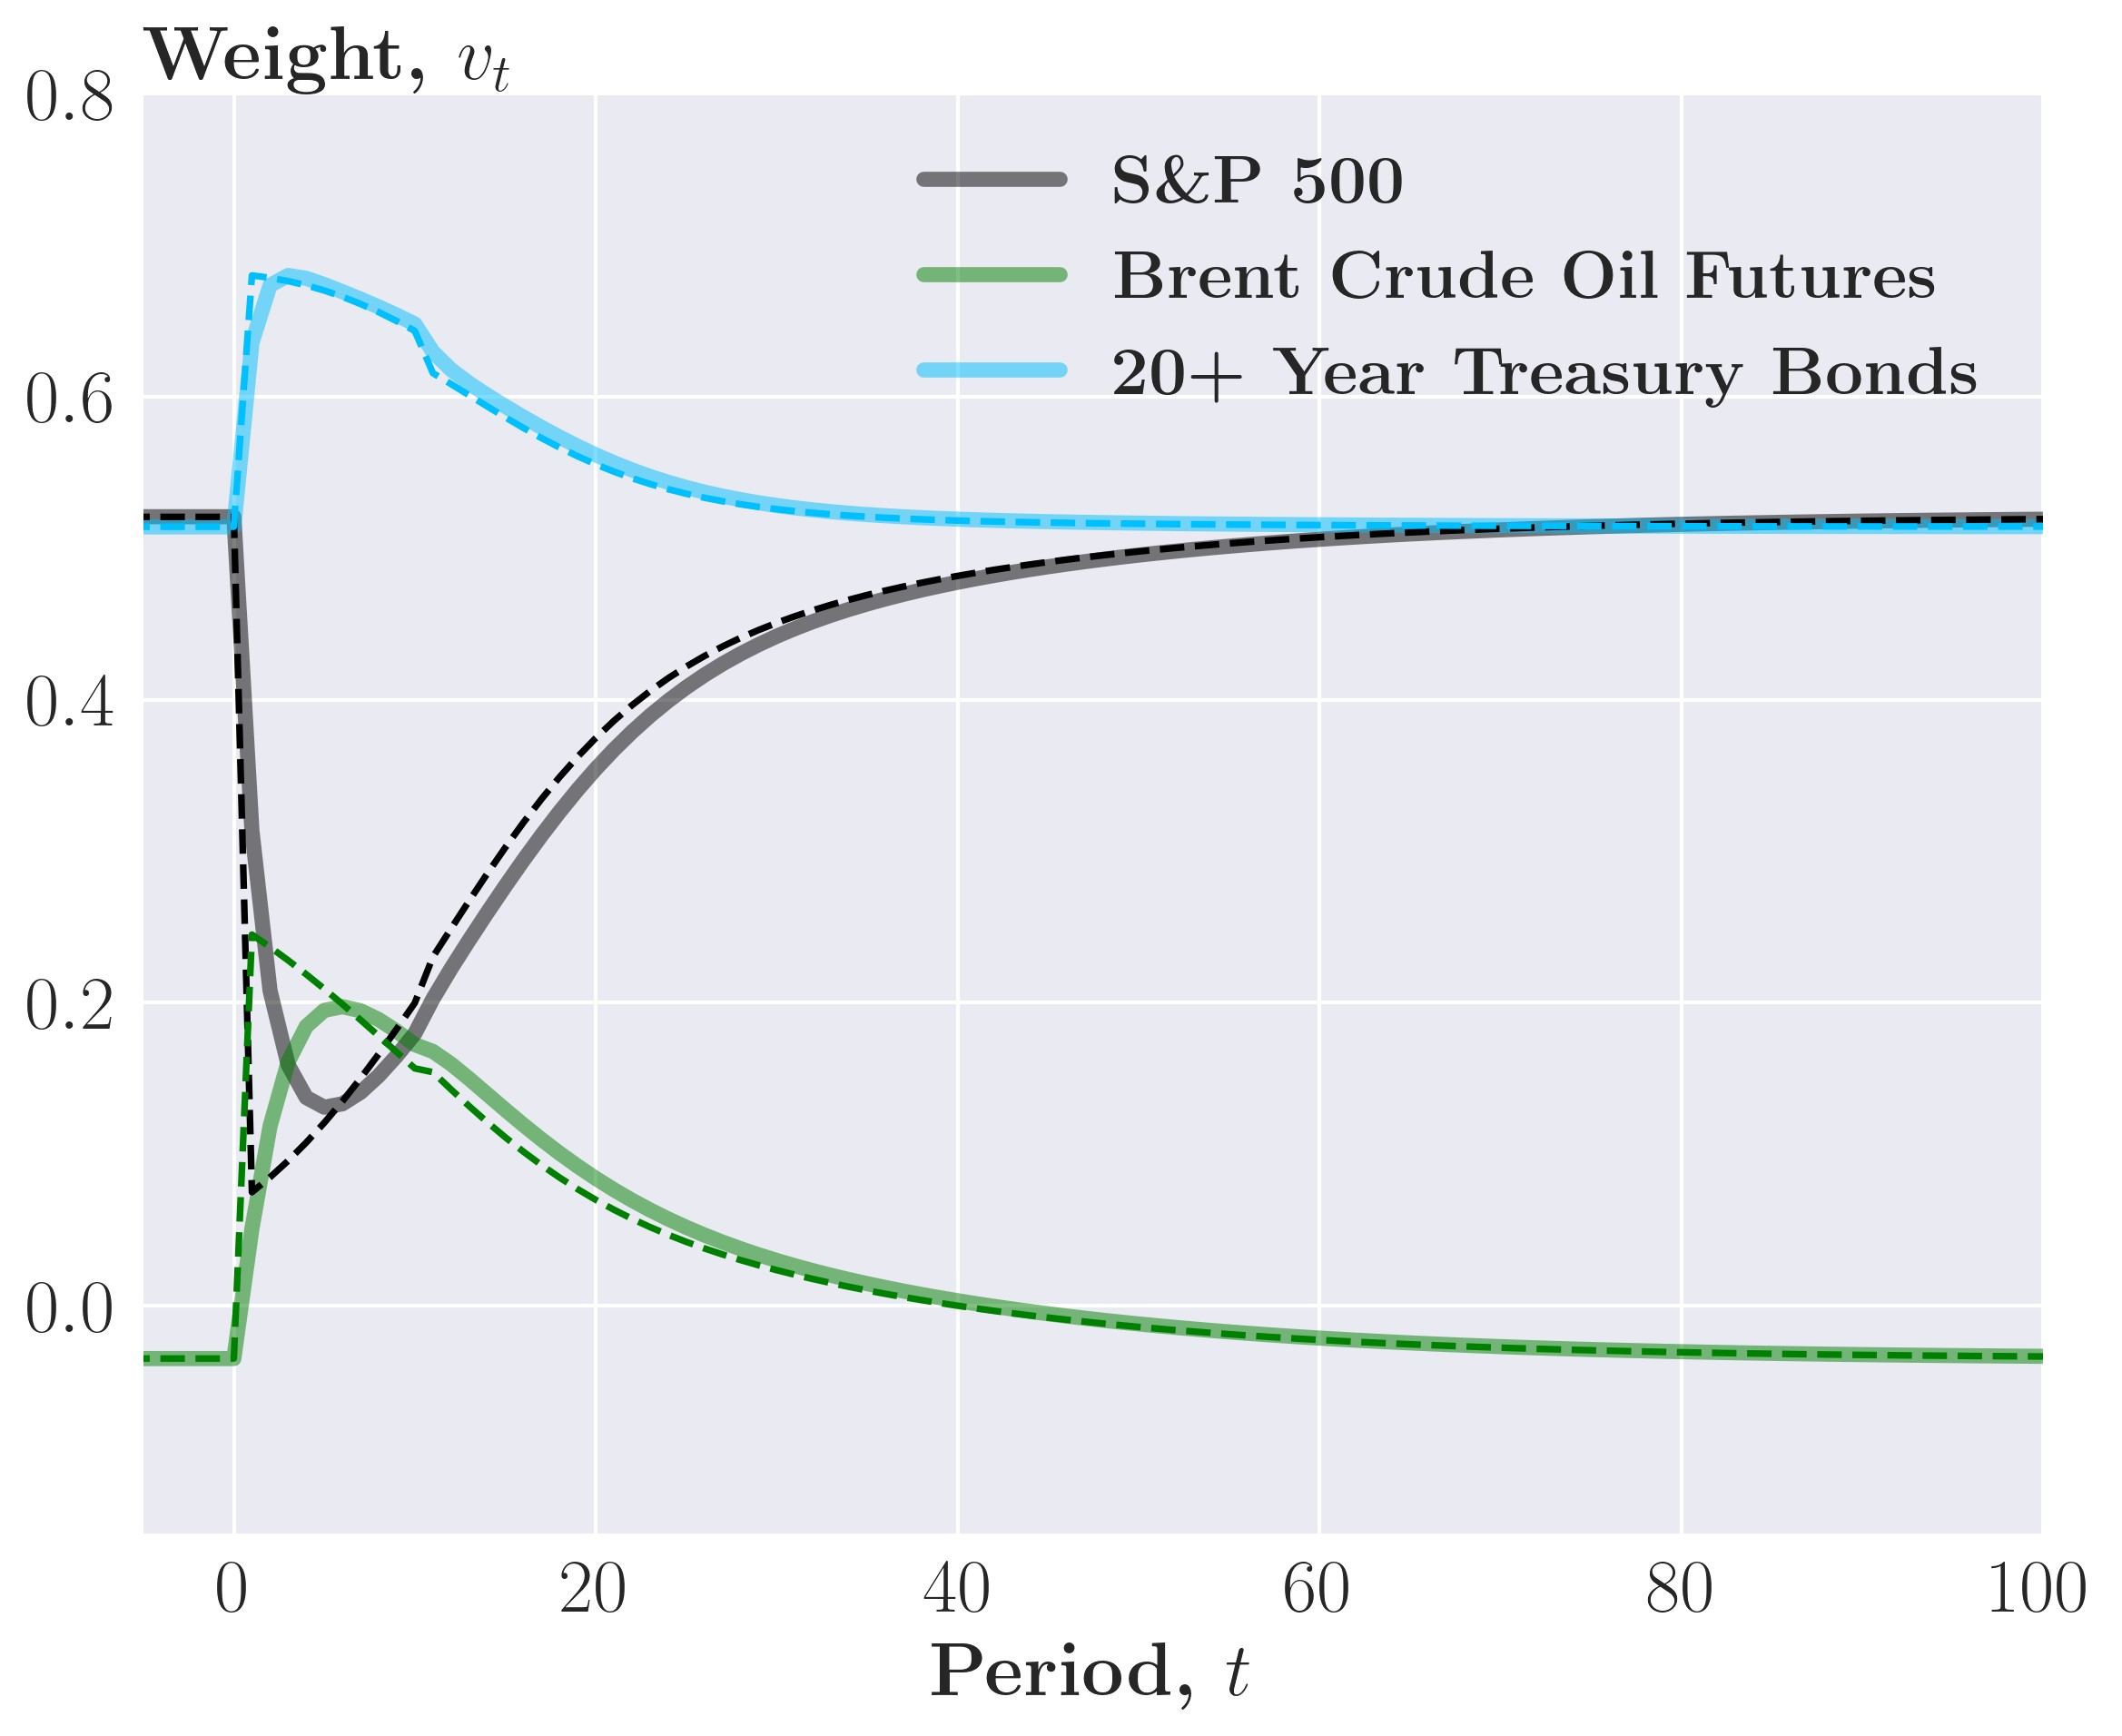 Weight, v_t
0.8
0.6
0.4
0.2
0.0
S&P 500
Brent Crude Oil Futures
20+ Year Treasury Bonds
0 20 40 60 80 100
Period, t